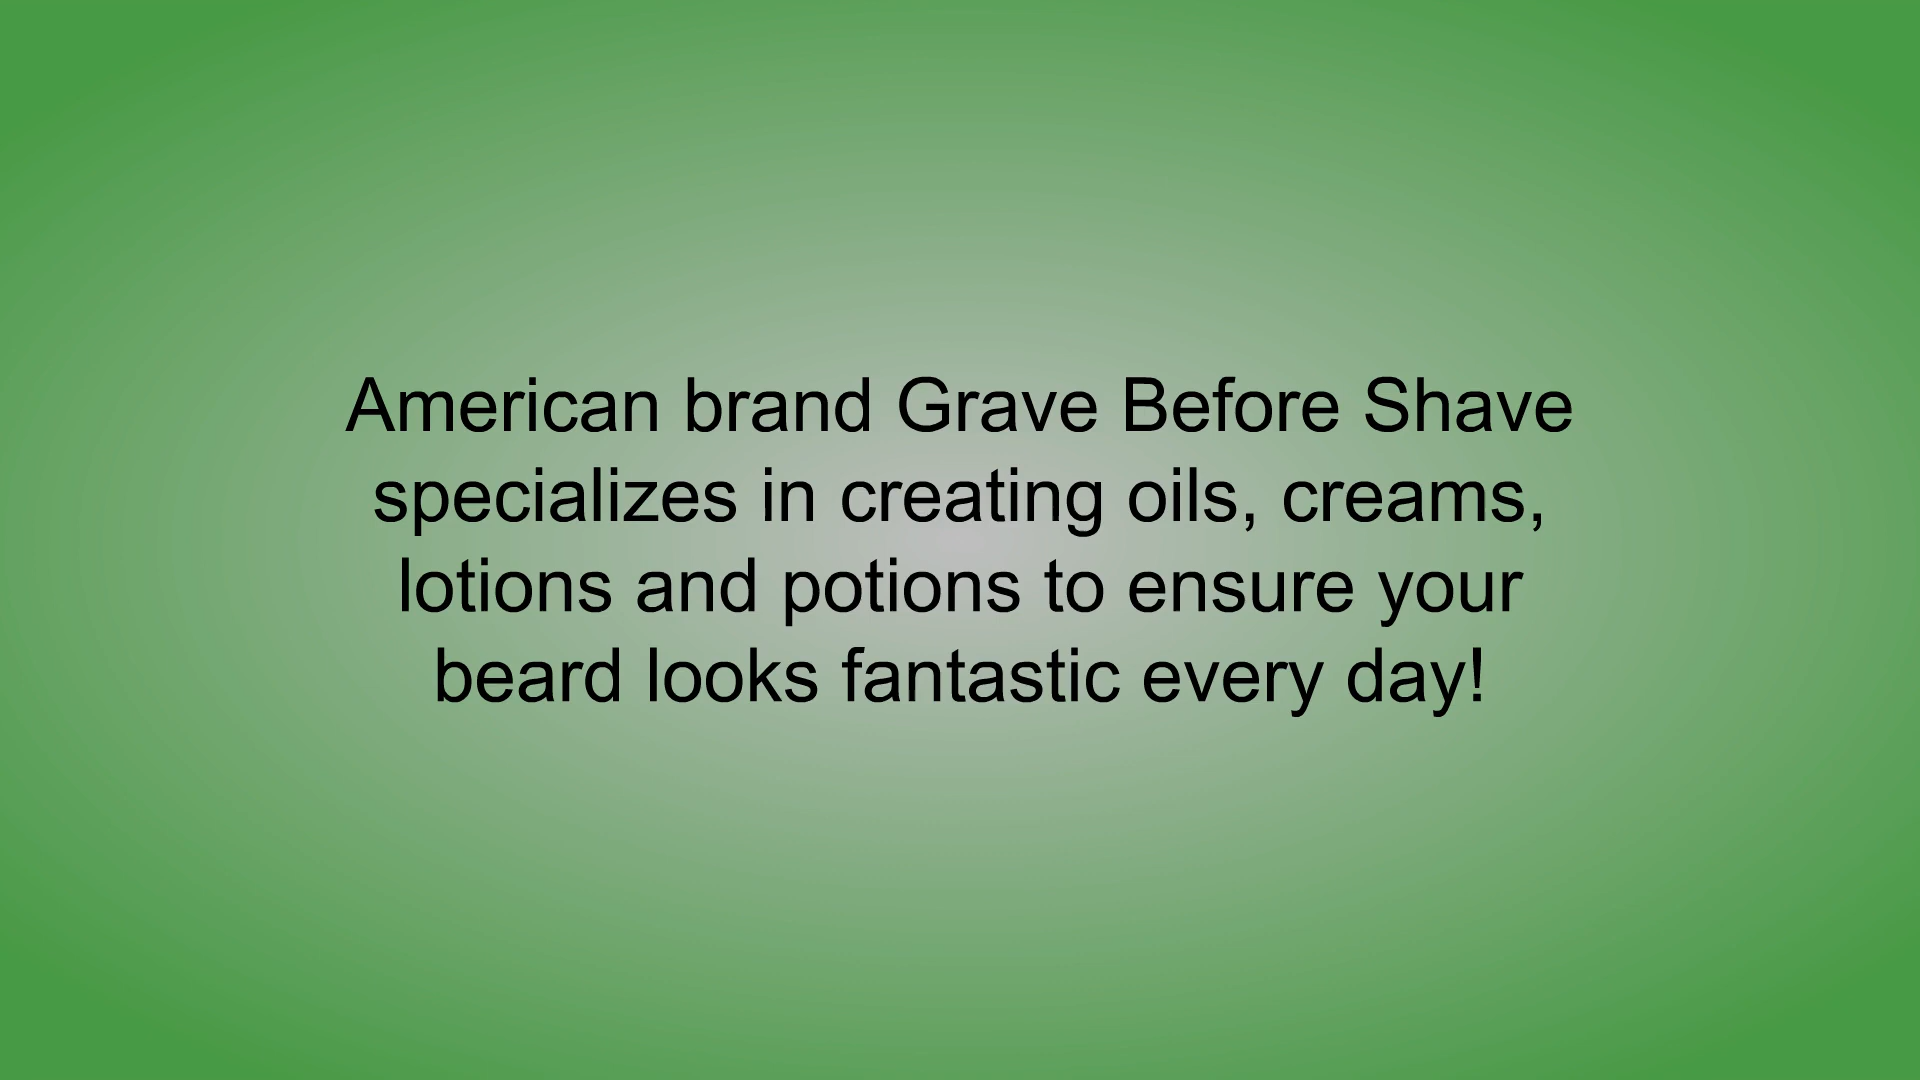 American brand Grave Before Shave
specializes in creating oils, creams,
lotions and potions to ensure your
beard looks fantastic every day!